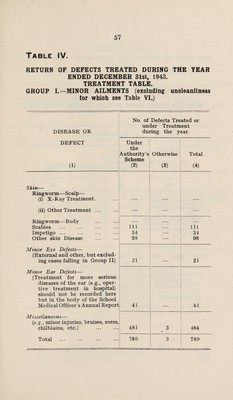 57
TABLE IV.
RETURN OF DEFECTS TREATED DURING THE YEAR
ENDED DECEMBER 31st, 1943.
TREATMENT TABLE.
GROUP I.—MINOR AILMENTS (excluding uncleanliness
for which see Table VI.)
No. of Defects Treated or
under Treatment
during the year
DISEASE OR
DEFECT
Under
the
Authority's Otherwise Total
Scheme
(1) (2) (3) (4)
Skin—
Ringworm—Scalp—
(i) X-Ray Treatment — — —
(ii) Other Treatment ... — — —
Ringworm—Body — — —
Scabies ... ... ... 111 — 111
Impetigo ... ... ... 34 — 34
Other skin Disease ... 98 — 98
Minor Eye Defects—
(External and other, but exclud-
ing cases falling in Group II) 21 — 21
Minor Ear Defects—
(Treatment for more serious
diseases of the ear (e.g., oper-
ative treatment in hospital)
should not be recorded here
but in the body of the School
Medical Officer's Annual Report 41 41
Miscellaneous—
(e.g., minor injuries, bruises, sores,
chilblains, etc.) ... ... 481 3 484
Total ... ... ... 786 3 789